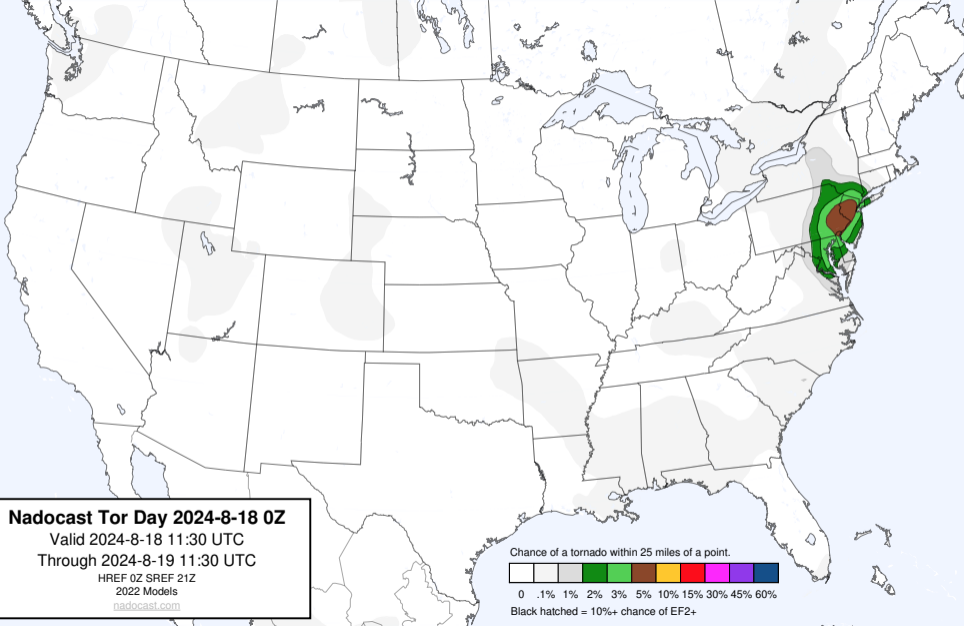 Nadocast Tor Day 2024-8-18 0Z
Valid 2024-8-18 11:30 UTC
Through 2024-8-19 11:30 UTC
HREF 0Z SREF 21Z
2022 Models
nadocast.com
Chance of a tornado within 25 miles of a point.
0 .1% 1% 2% 3% 5% 10% 15% 30% 45% 60%
Black hatched = 10%+ chance of EF2+